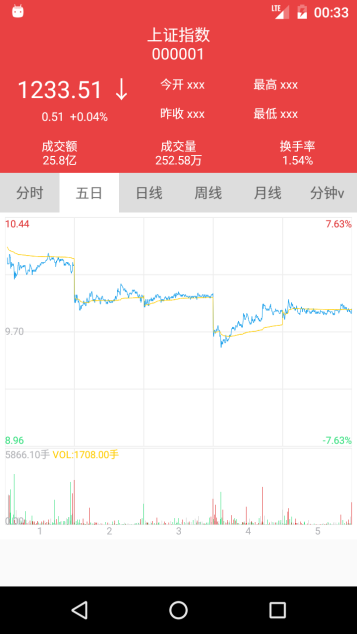 LTE 00:33
上证指数
000001
1233.51 ↓ 今开 xxx 最高 xxx
0.51 +0.04% 昨收 xxx 最低 xxx
成交额 成交量 换手率
25.8亿 252.58万 1.54%
分时 五日 日线 周线 月线 分钟v
10.44 7.63%
9.70
8.96 -7.63%
5866.10手 VOL:1708.00手
1 2 3 4 5